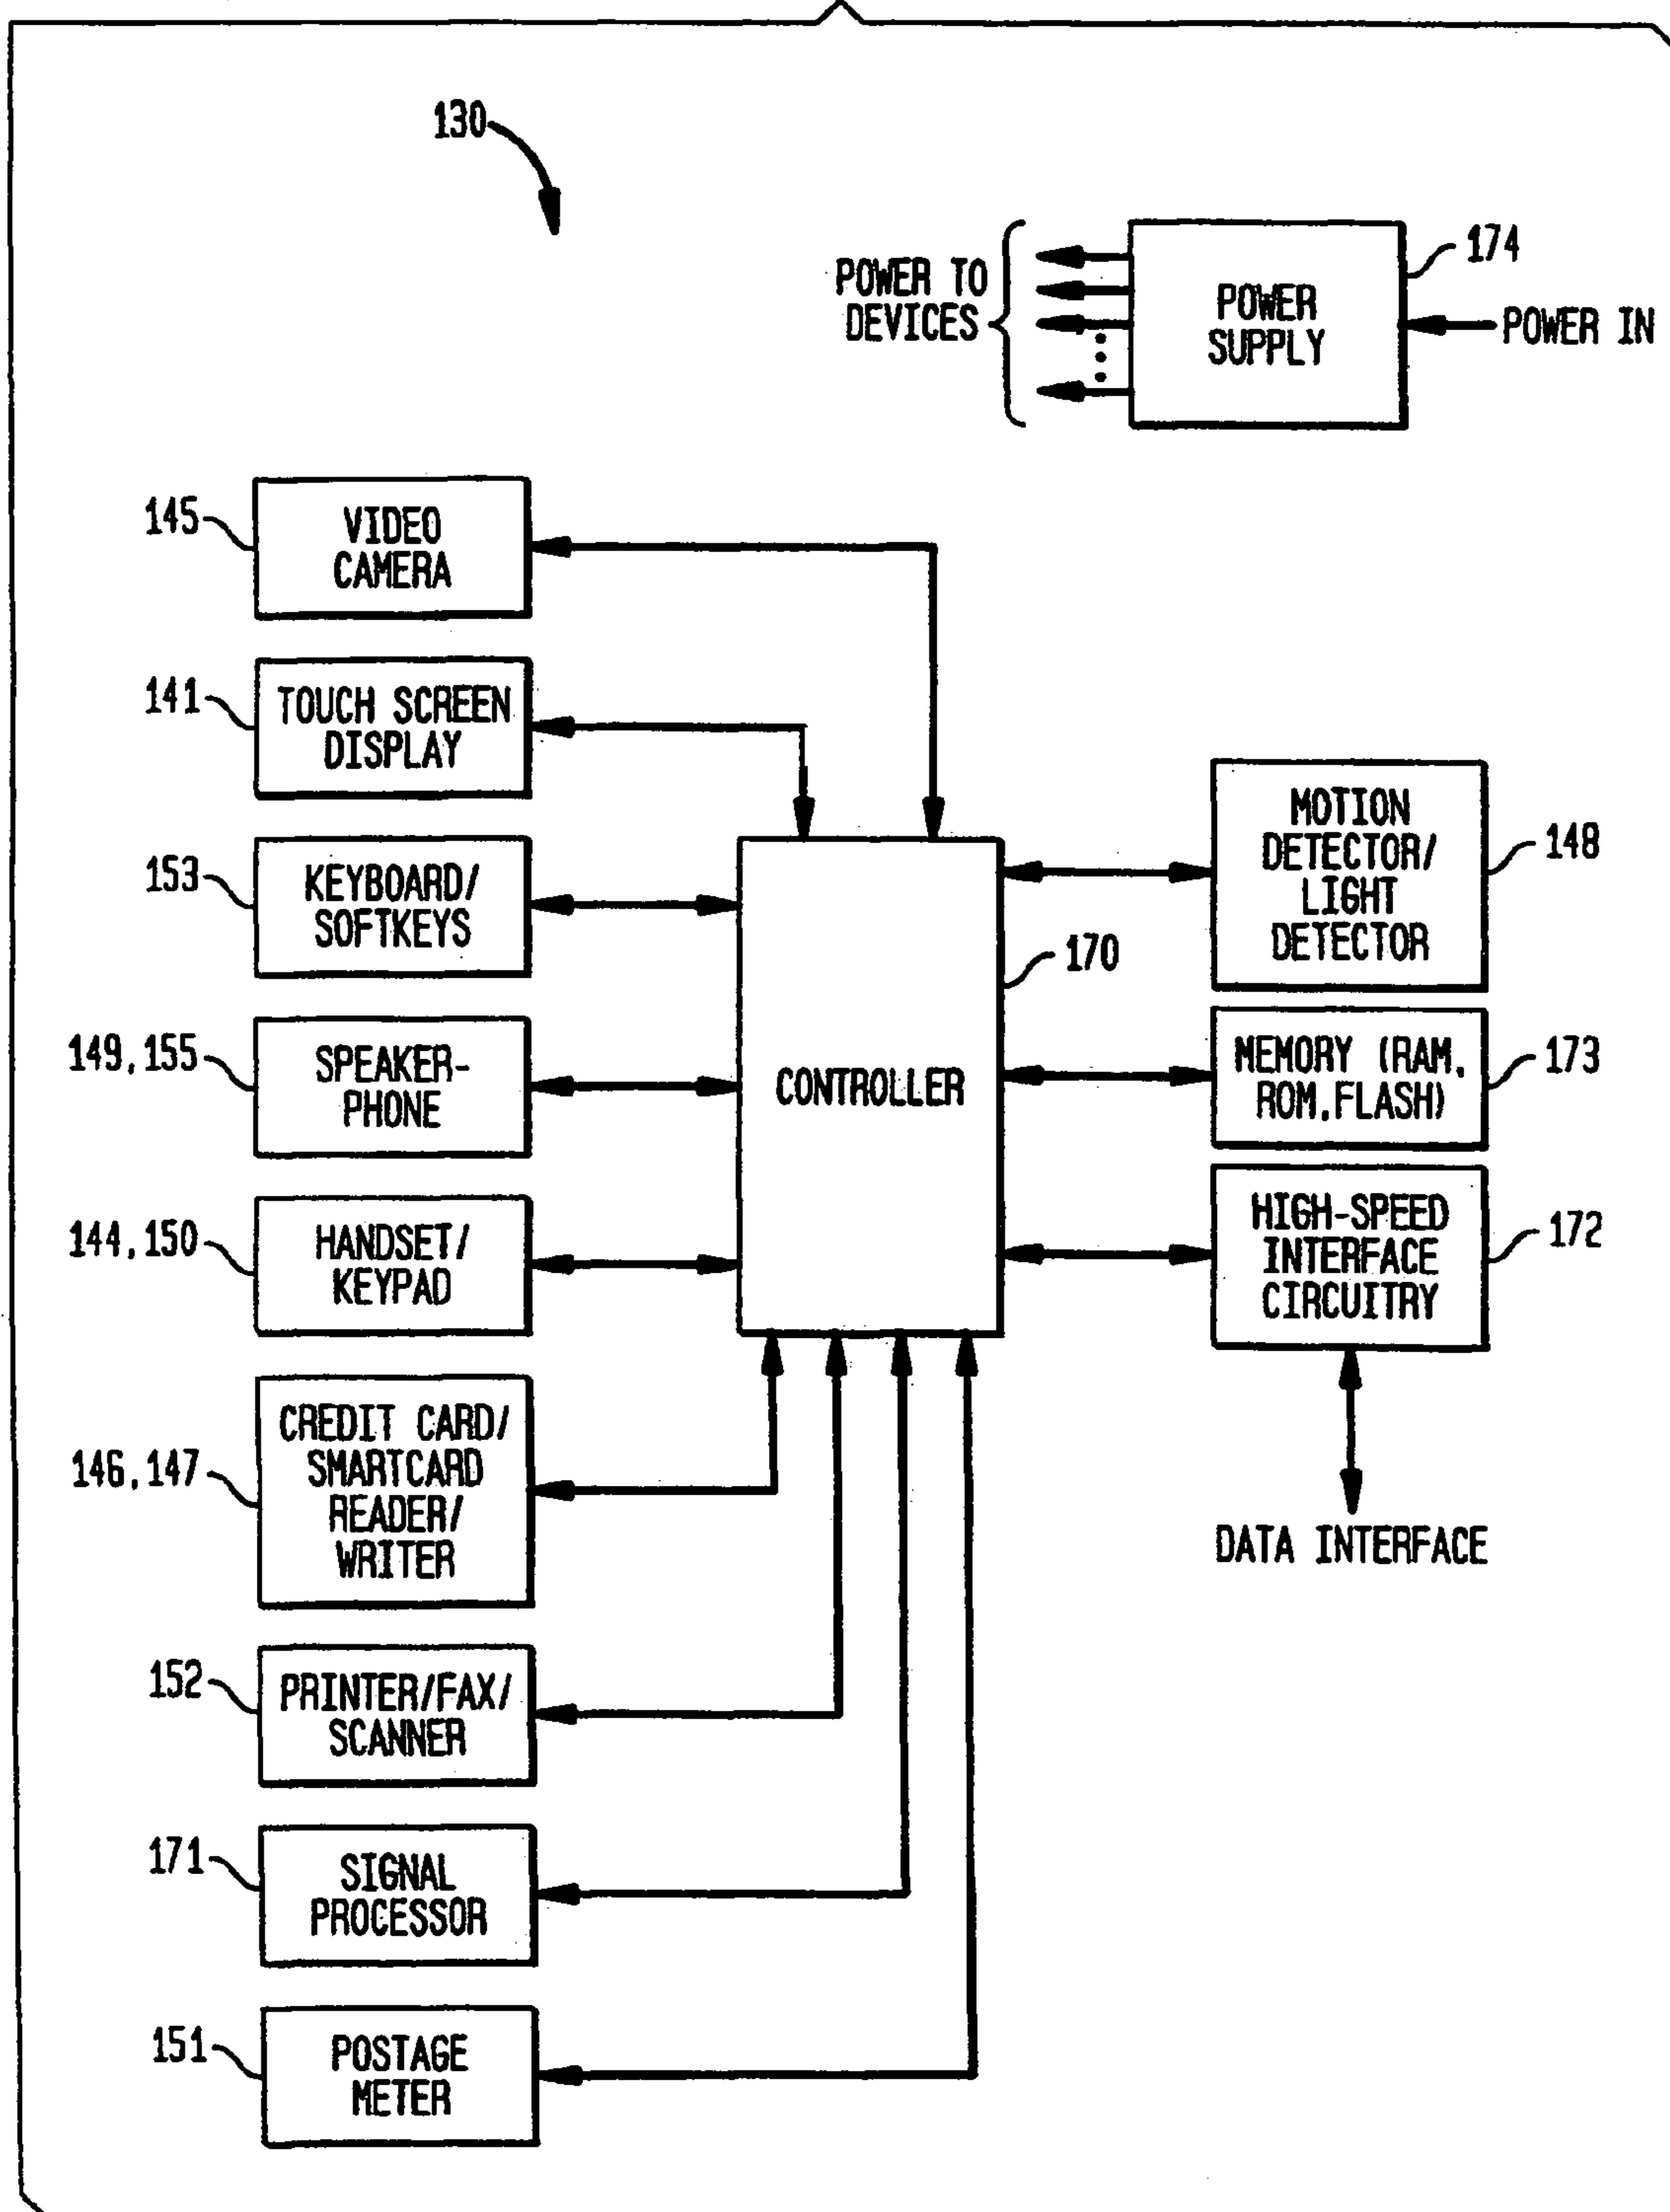 130
POWER TO
DEVICES
POWER
SUPPLY
174
POWER IN
145
VIDEO
CAMERA
141
TOUCH SCREEN
DISPLAY
153
KEYBOARD/
SOFTKEYS
149,155
SPEAKER-
PHONE
144,150
HANDSET/
KEYPAD
146,147
CREDIT CARD/
SMARTCARD
READER/
WRITER
152
PRINTER/FAX/
SCANNER
171
SIGNAL
PROCESSOR
151
POSTAGE
METER
CONTROLLER
170
MOTION
DETECTOR/
LIGHT
DETECTOR
148
MEMORY (RAM,
ROM,FLASH)
173
HIGH-SPEED
INTERFACE
CIRCUITRY
172
DATA INTERFACE